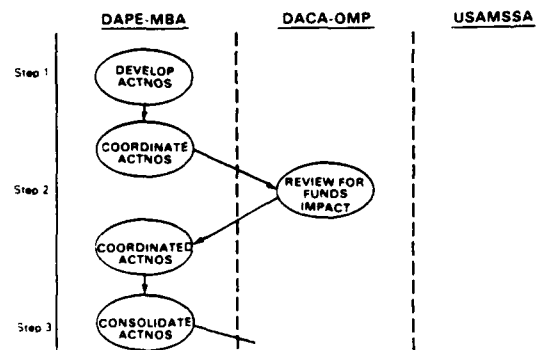 DAPE-MBA DACA-OMP USAMSSA
Step 1
DEVELOP
ACTNOS
COORDINATE
ACTNOS
Step 2
REVIEW FOR
FUNDS
IMPACT
COORDINATED
ACTNOS
Step 3
CONSOLIDATE
ACTNOS